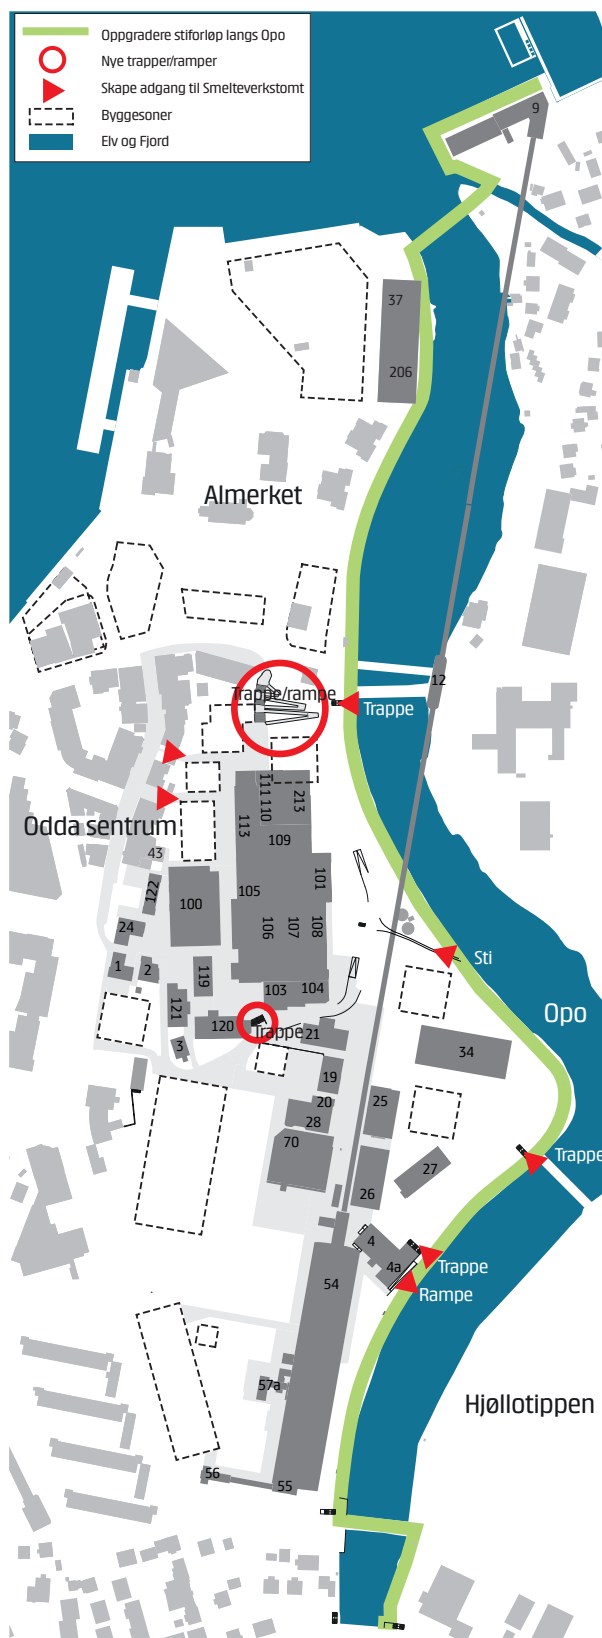 Oppgradere stiforløp langs Opo
Nye trapper/ramper
Skape adgang til Smelteverkstomt
Byggesoner
Elv og Fjord
9
37
206
Almerket
12
Trappe/rampe
Trappe
111
110
213
113
109
Odda sentrum
43
122
105
101
100
106
107
108
24
Sti
1
2
119
103
104
121
Opo
120
Trappe
21
3
34
19
20
25
28
70
27
Trappe
26
4
4a
Trappe
54
Rampe
57a
Hjøllotippen
56
55